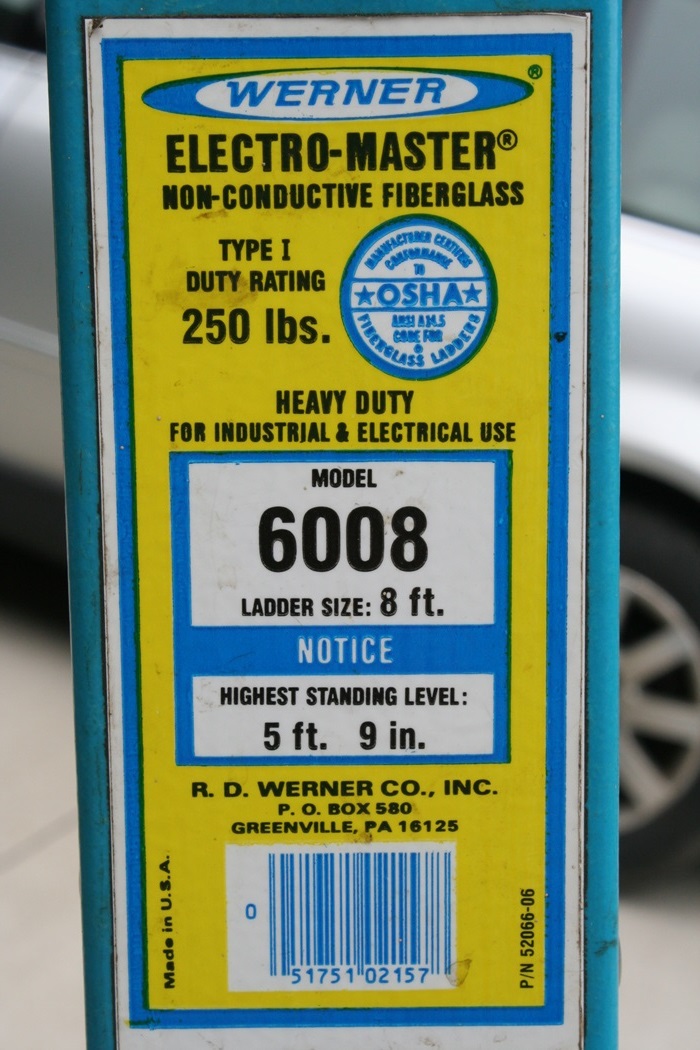 WERNER®
ELECTRO-MASTER®
NON-CONDUCTIVE FIBERGLASS
TYPE I
DUTY RATING
250 lbs.
MANUFACTURER CERTIFIES
CONFORMANCE
TO
★OSHA★
ANSI A14.5
CODE FOR
FIBERGLASS LADDERS
HEAVY DUTY
FOR INDUSTRIAL & ELECTRICAL USE
MODEL
6008
LADDER SIZE: 8 ft.
NOTICE
HIGHEST STANDING LEVEL:
5 ft. 9 in.
R. D. WERNER CO., INC.
P. O. BOX 580
GREENVILLE, PA 16125
Made in U.S.A.
0 51751 02157
P/N 52066-06